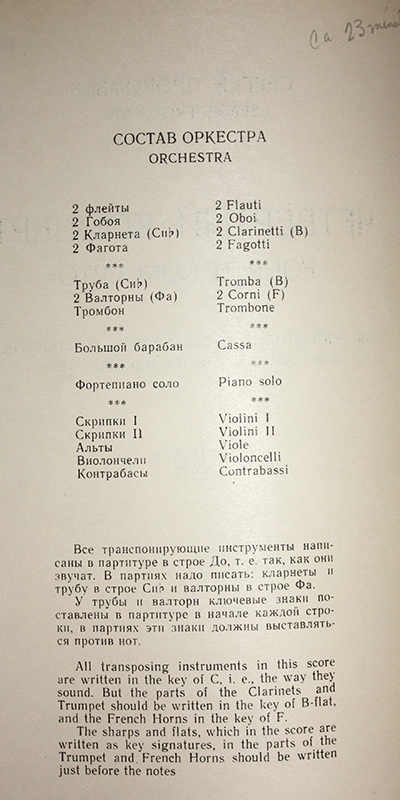 Ca 23 min
СОСТАВ ОРКЕСТРА
ORCHESTRA
2 флейты 2 Flauti
2 Гобоя 2 Oboi
2 Кларнета (Си♭) 2 Clarinetti (B)
2 Фагота 2 Fagotti
*** ***
Труба (Си♭) Tromba (B)
2 Валторны (Фа) 2 Corni (F)
Тромбон Trombone
*** ***
Большой барабан Cassa
*** ***
Фортепиано соло Piano solo
*** ***
Скрипки I Violini I
Скрипки II Violini II
Альты Viole
Виолончели Violoncelli
Контрабасы Contrabassi
Все транспонирующие инструменты напи-
саны в партитуре в строе До, т. е. так, как они
звучат. В партиях надо писать: кларнеты и
трубу в строе Си♭ и валторны в строе Фа.
У трубы и валторн ключевые знаки по-
ставлены в партитуре в начале каждой стро-
ки, в партиях эти знаки должны выставлять-
ся против нот.
All transposing instruments in this score
are written in the key of C, i. e., the way they
sound. But the parts of the Clarinets and
Trumpet should be written in the key of B-flat,
and the French Horns in the key of F.
The sharps and flats, which in the score are
written as key signatures, in the parts of the
Trumpet and French Horns should be written
just before the notes